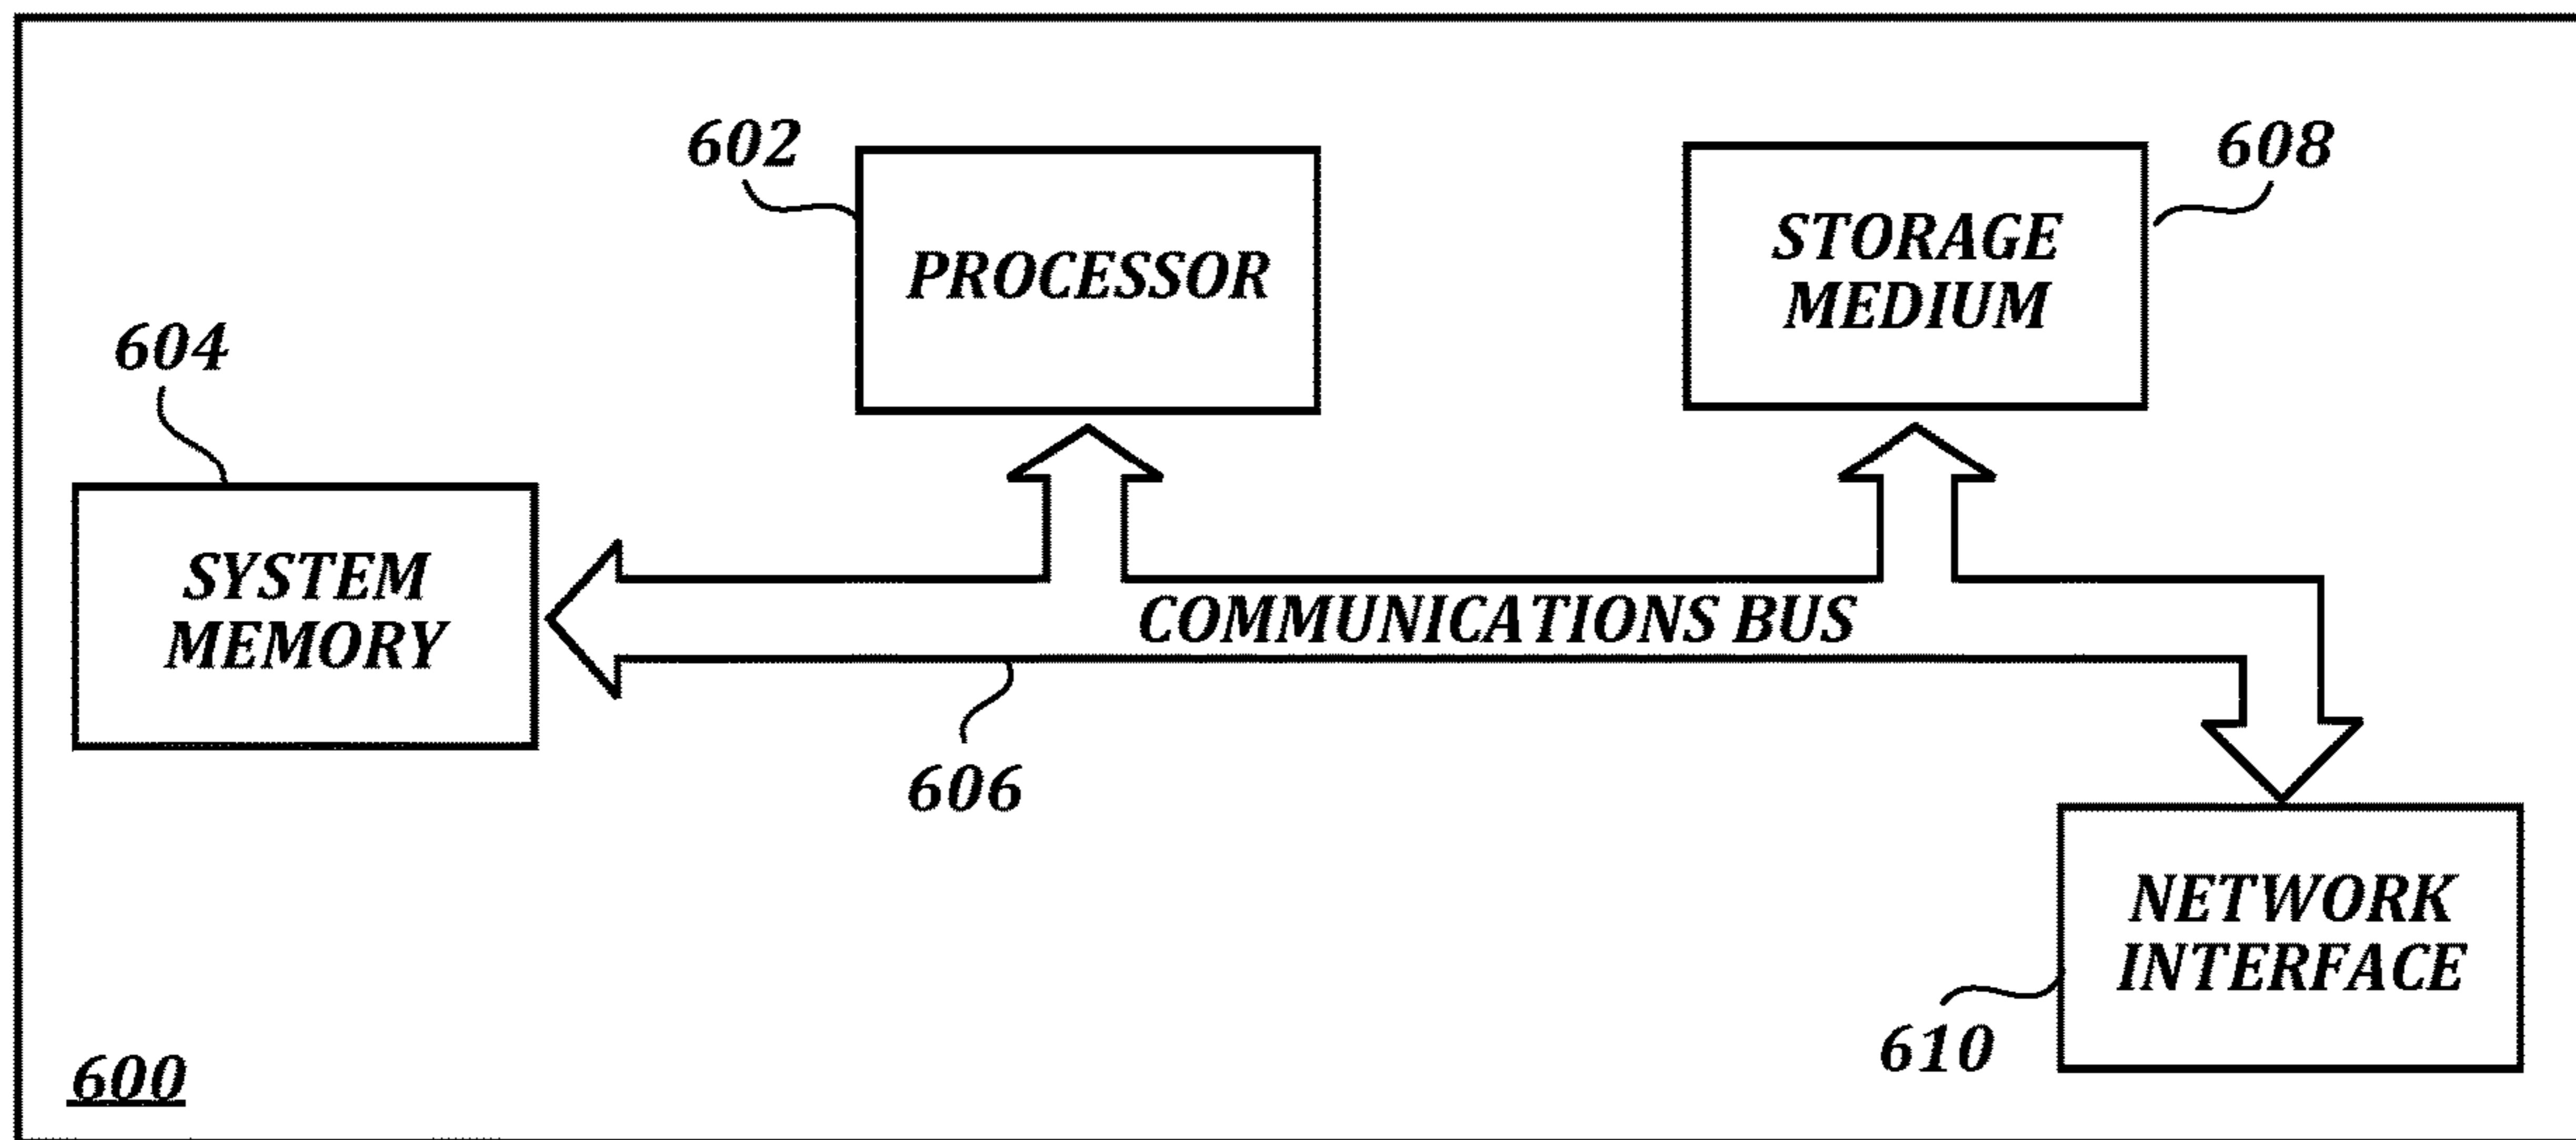 602
608
PROCESSOR
STORAGE
MEDIUM
604
SYSTEM
MEMORY
COMMUNICATIONS BUS
606
NETWORK
INTERFACE
610
600